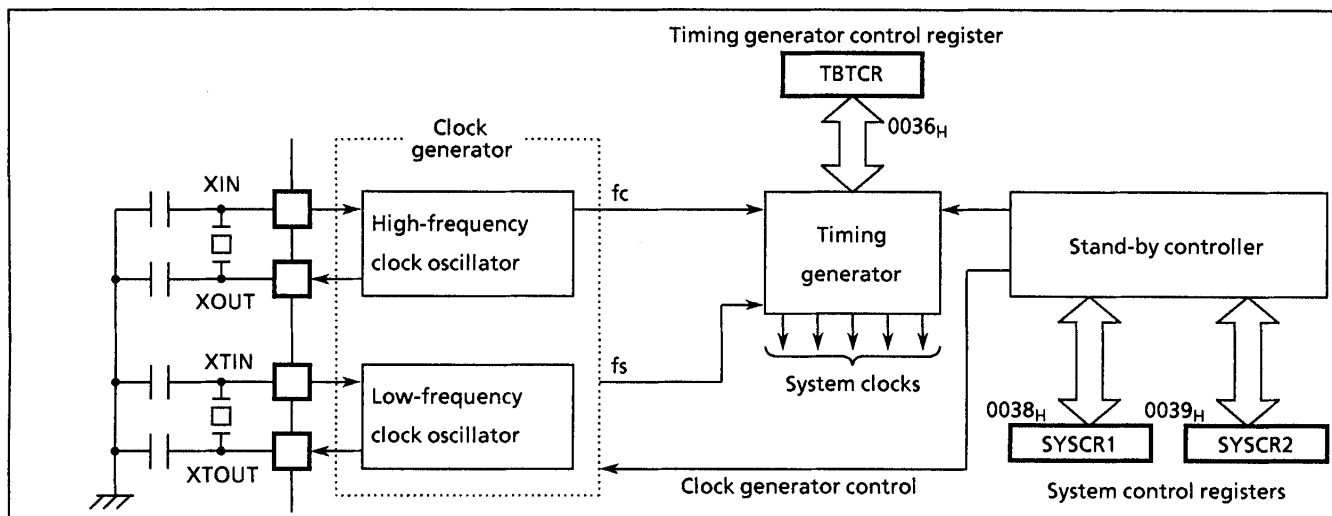 Timing generator control register
TBTCR
0036H
Clock
generator
XIN
High-frequency
clock oscillator
XOUT
fc
Timing
generator
Stand-by controller
XTIN
Low-frequency
clock oscillator
XTOUT
fs
System clocks
0038H
0039H
SYSCR1
SYSCR2
Clock generator control
System control registers